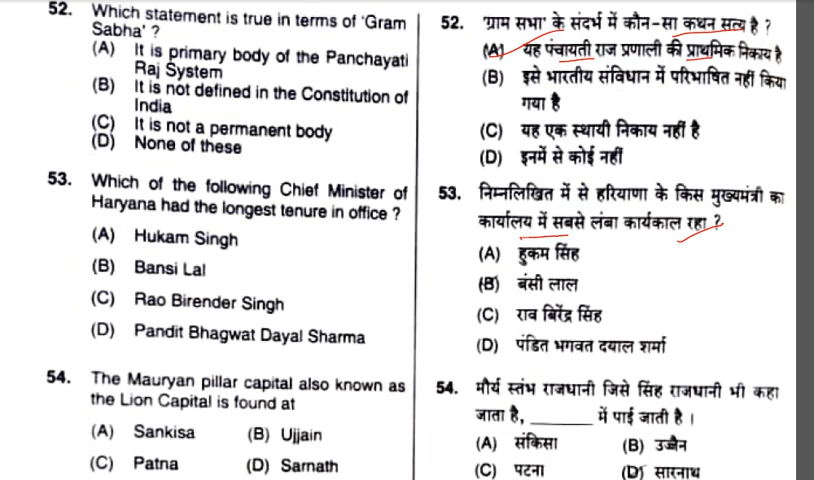 52. Which statement is true in terms of 'Gram
Sabha' ?
(A) It is primary body of the Panchayati
Raj System
(B) It is not defined in the Constitution of
India
(C) It is not a permanent body
(D) None of these
53. Which of the following Chief Minister of
Haryana had the longest tenure in office ?
(A) Hukam Singh
(B) Bansi Lal
(C) Rao Birender Singh
(D) Pandit Bhagwat Dayal Sharma
54. The Mauryan pillar capital also known as
the Lion Capital is found at
(A) Sankisa (B) Ujjain
(C) Patna (D) Sarnath
52. 'ग्राम सभा' के संदर्भ में कौन-सा कथन सत्य है ?
(A) यह पंचायती राज प्रणाली की प्राथमिक निकाय है
(B) इसे भारतीय संविधान में परिभाषित नहीं किया
गया है
(C) यह एक स्थायी निकाय नहीं है
(D) इनमें से कोई नहीं
53. निम्नलिखित में से हरियाणा के किस मुख्यमंत्री का
कार्यालय में सबसे लंबा कार्यकाल रहा ?
(A) हुकम सिंह
(B) बंसी लाल
(C) राव बिरेंद्र सिंह
(D) पंडित भगवत दयाल शर्मा
54. मौर्य स्तंभ राजधानी जिसे सिंह राजधानी भी कहा
जाता है, ________ में पाई जाती है ।
(A) संकिसा (B) उज्जैन
(C) पटना (D) सारनाथ